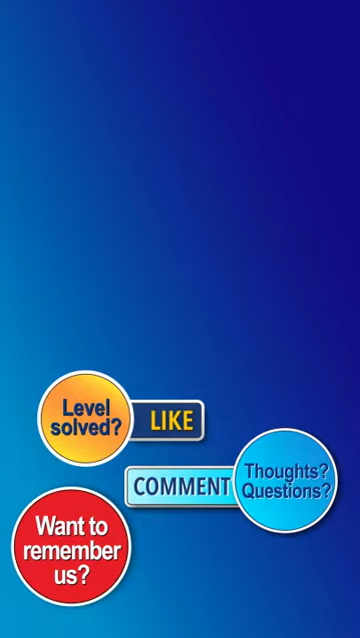 Level
solved?
LIKE
Thoughts?
Questions?
COMMENT
Want to
remember
us?